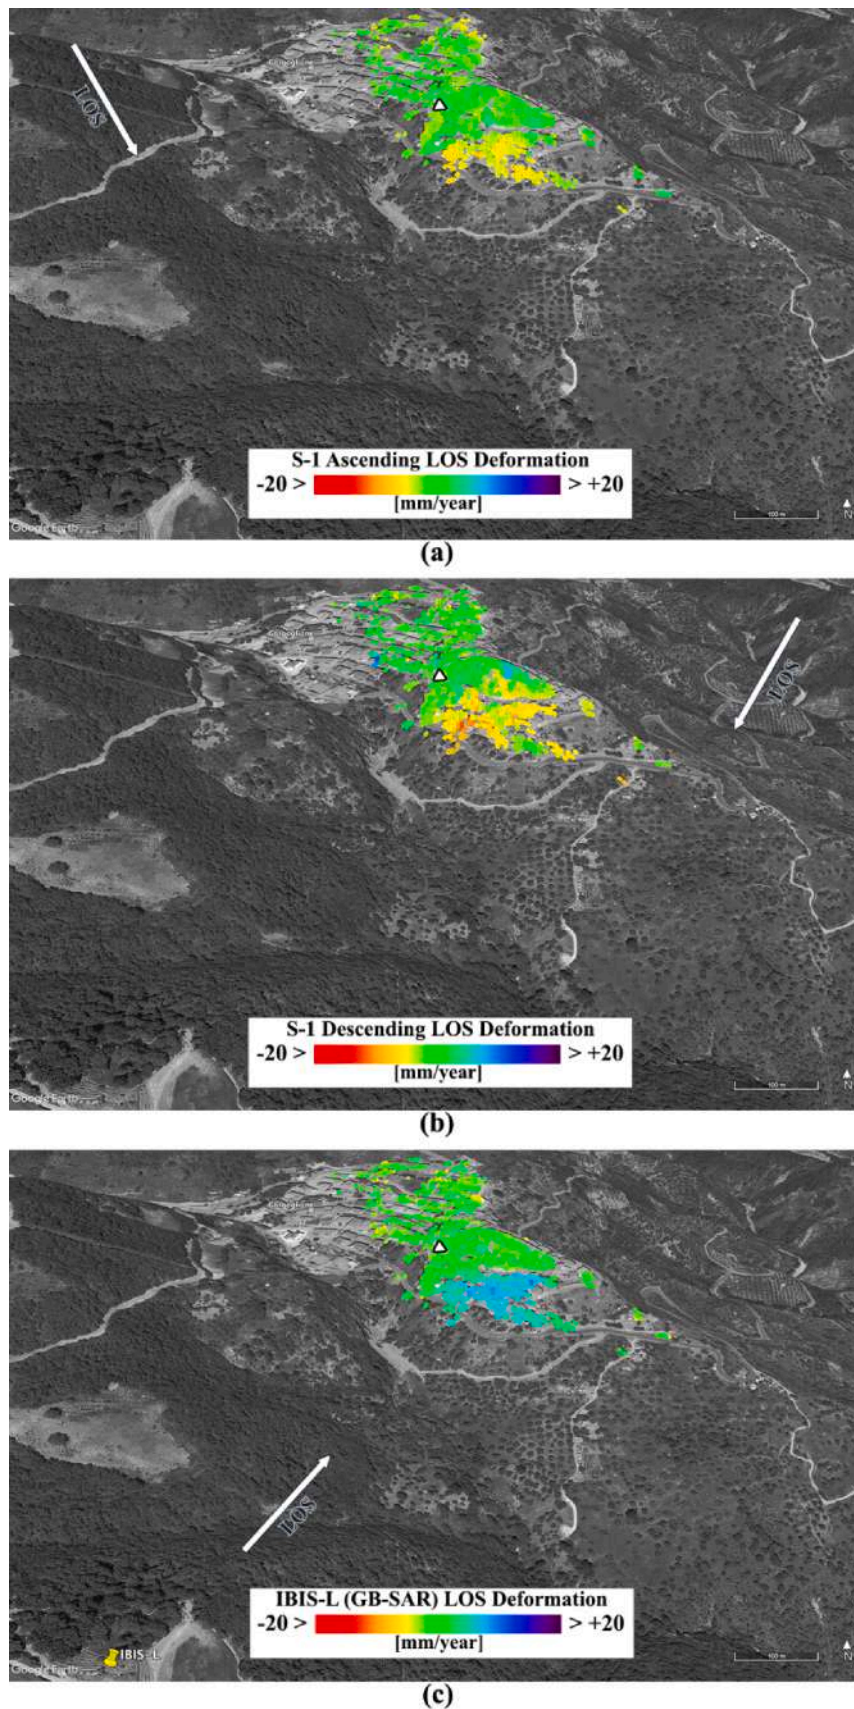 LOS
S-1 Ascending LOS Deformation
-20 > > +20
[mm/year]
Google Earth
100 m
N
(a)
LOS
S-1 Descending LOS Deformation
-20 > > +20
[mm/year]
Google Earth
100 m
N
(b)
LOS
IBIS-L (GB-SAR) LOS Deformation
-20 > > +20
[mm/year]
IBIS-L
Google Earth
100 m
N
(c)